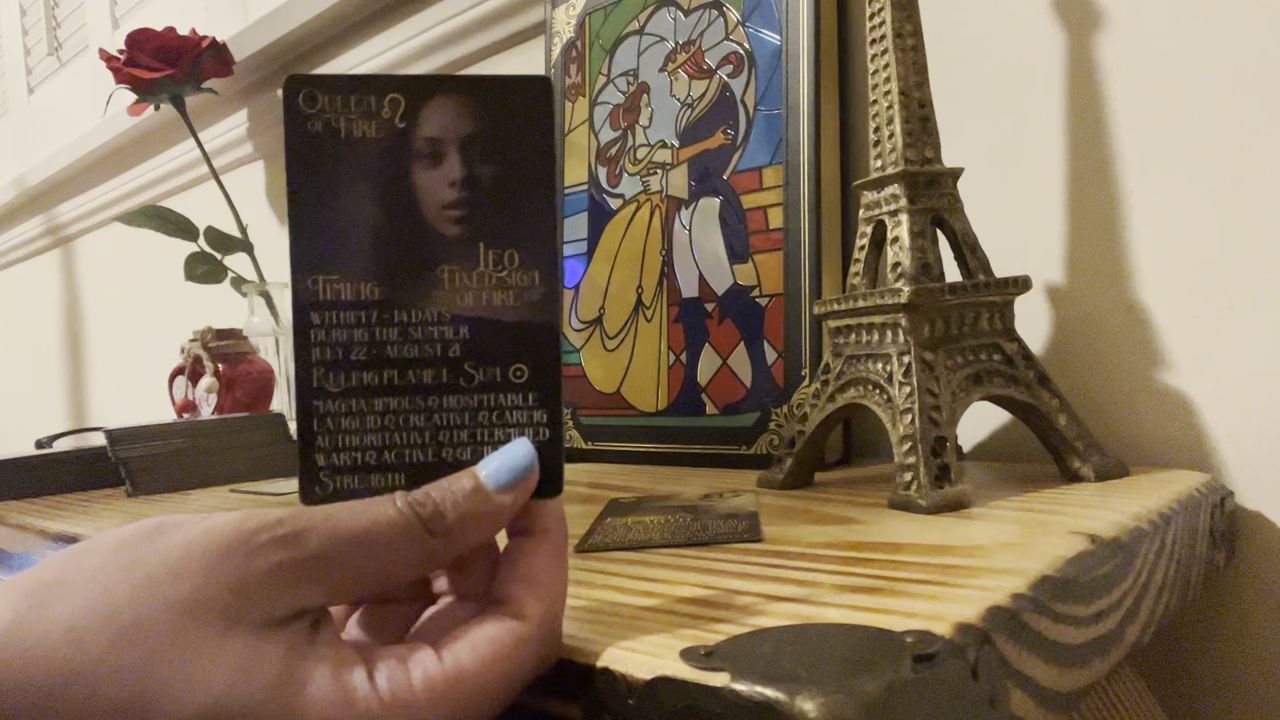 QUEEN ♌
OF FIRE
LEO
FIXED SIGN
OF FIRE
TIMING
WITHIN 7 - 14 DAYS
DURING THE SUMMER
JULY 22 - AUGUST 21
RULING PLANET: SUN ☉
MAGNANIMOUS & HOSPITABLE
LANGUID & CREATIVE & CARING
AUTHORITATIVE & DETERMINED
WARM & ACTIVE &
STRENGTH